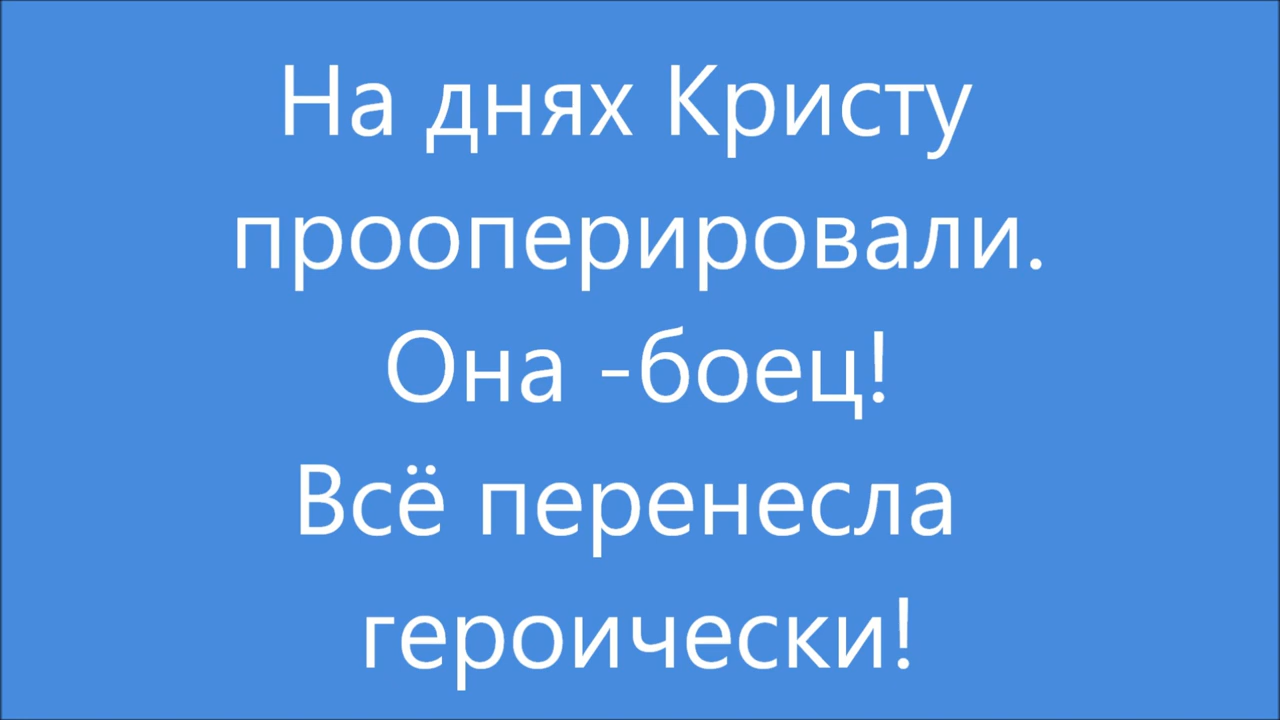 На днях Кристу
прооперировали.
Она -боец!
Всё перенесла
героически!